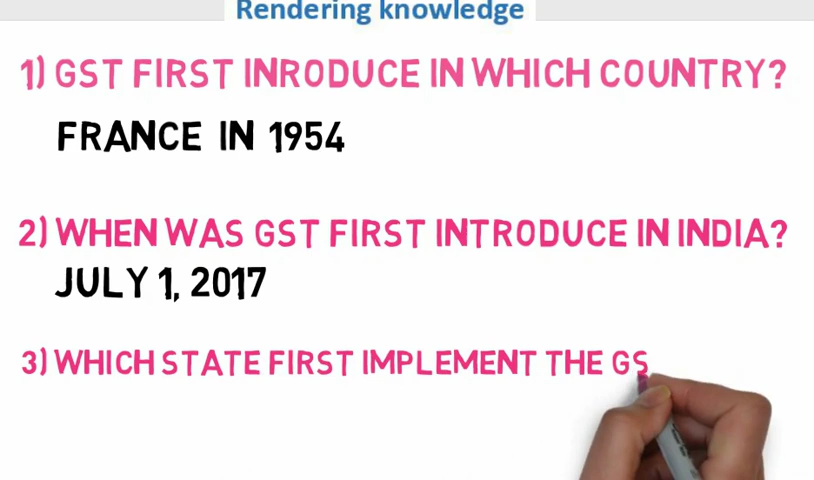 Rendering knowledge
1) GST FIRST INRODUCE IN WHICH COUNTRY?
FRANCE IN 1954
2) WHEN WAS GST FIRST INTRODUCE IN INDIA?
JULY 1, 2017
3) WHICH STATE FIRST IMPLEMENT THE GS